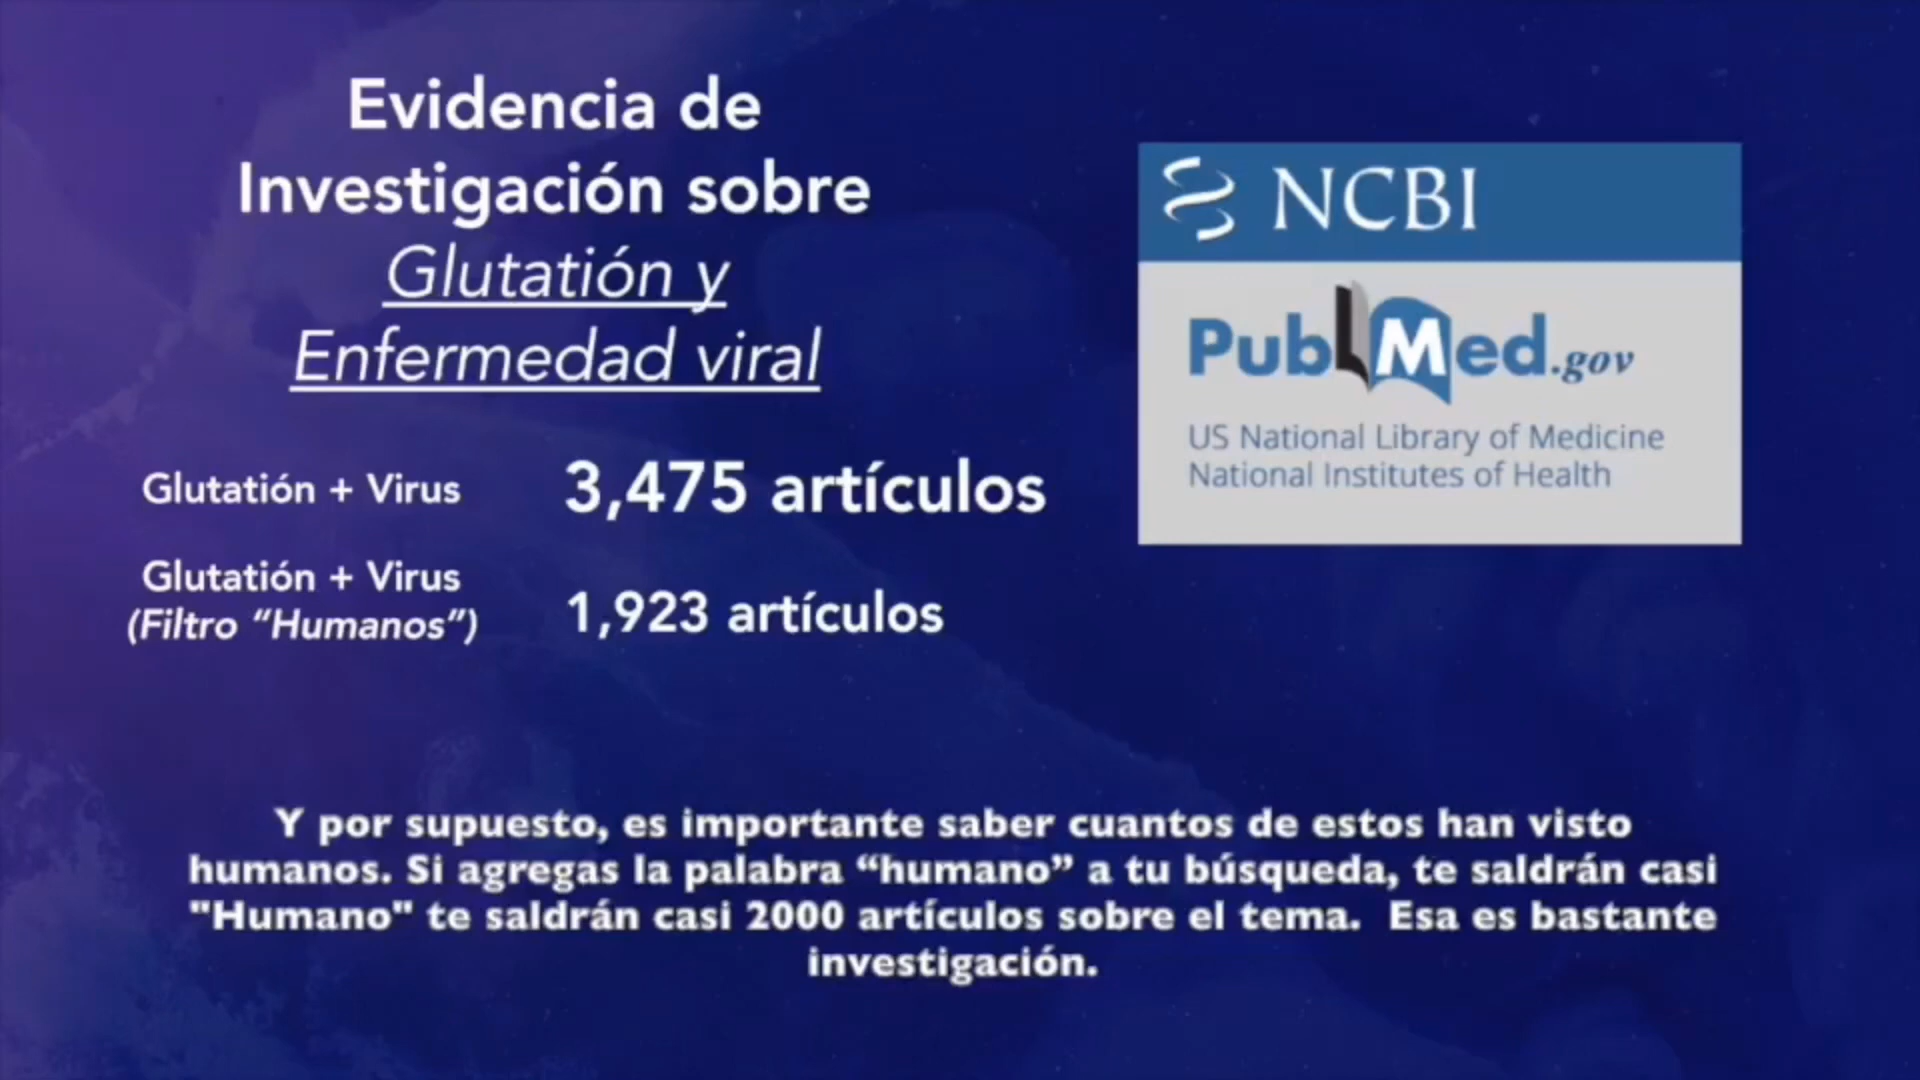 Evidencia de
Investigación sobre
Glutatión y
Enfermedad viral
Glutatión + Virus 3,475 artículos
Glutatión + Virus
(Filtro “Humanos”) 1,923 artículos
NCBI
PubMed.gov
US National Library of Medicine
National Institutes of Health
Y por supuesto, es importante saber cuantos de estos han visto
humanos. Si agregas la palabra “humano” a tu búsqueda, te saldrán casi
"Humano" te saldrán casi 2000 artículos sobre el tema.  Esa es bastante
investigación.